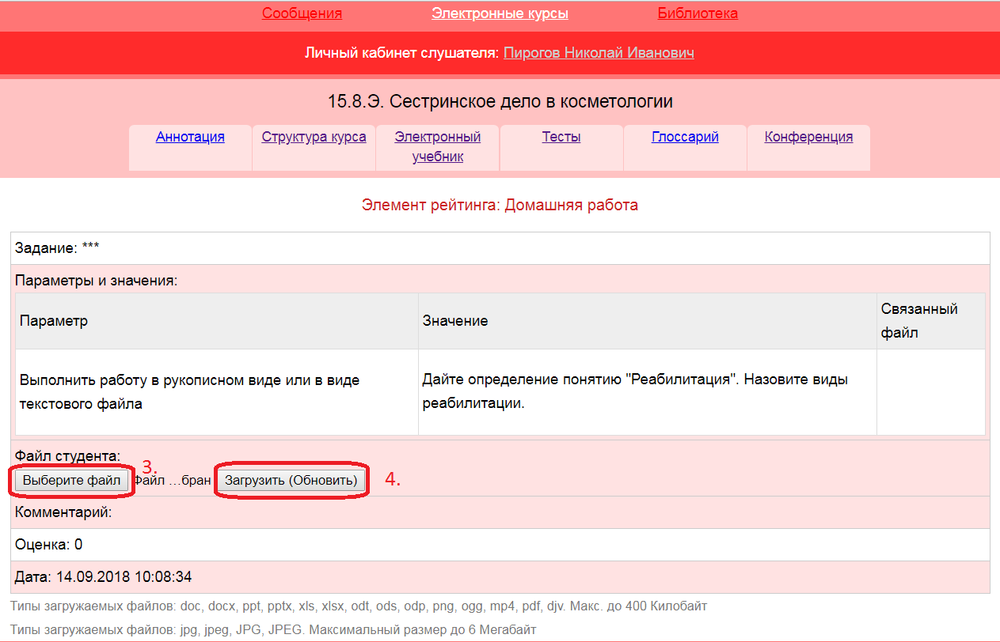 Сообщения Электронные курсы Библиотека
Личный кабинет слушателя: Пирогов Николай Иванович
15.8.Э. Сестринское дело в косметологии
Аннотация Структура курса Электронный учебник Тесты Глоссарий Конференция
Элемент рейтинга: Домашняя работа
Задание: ***
Параметры и значения:
Параметр Значение Связанный файл
Выполнить работу в рукописном виде или в виде
текстового файла
Дайте определение понятию "Реабилитация". Назовите виды
реабилитации.
Файл студента:
3.
Выберите файл Файл ...бран Загрузить (Обновить) 4.
Комментарий:
Оценка: 0
Дата: 14.09.2018 10:08:34
Типы загружаемых файлов: doc, docx, ppt, pptx, xls, xlsx, odt, ods, odp, png, ogg, mp4, pdf, djv. Макс. до 400 Килобайт
Типы загружаемых файлов: jpg, jpeg, JPG, JPEG. Максимальный размер до 6 Мегабайт